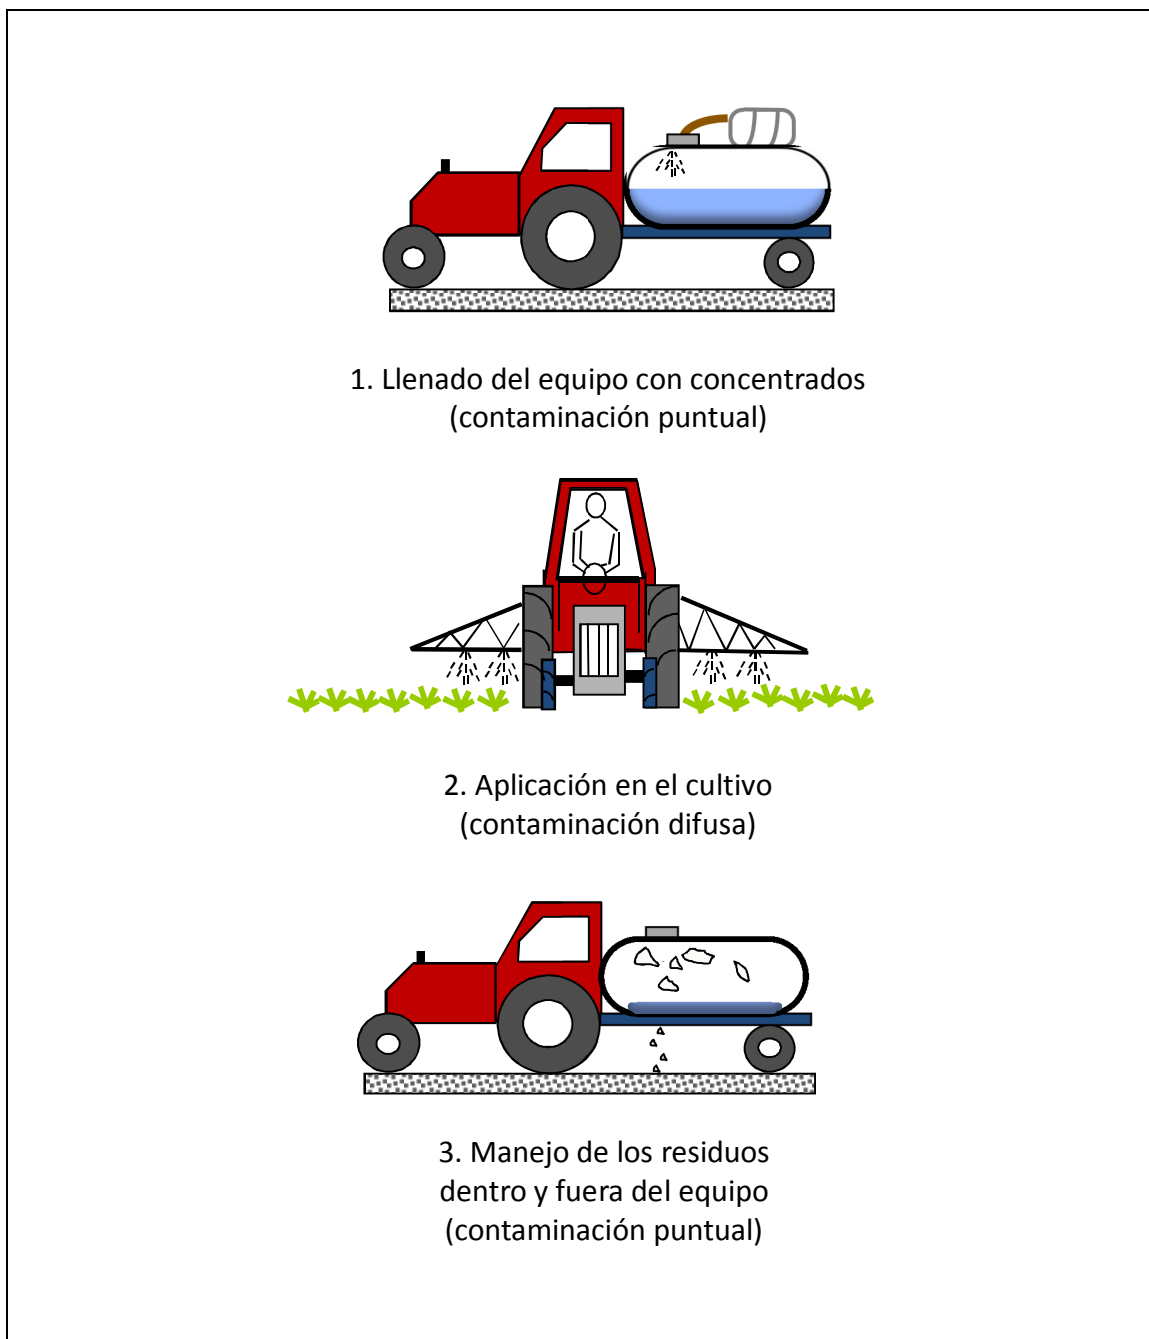 1. Llenado del equipo con concentrados
(contaminación puntual)
2. Aplicación en el cultivo
(contaminación difusa)
3. Manejo de los residuos
dentro y fuera del equipo
(contaminación puntual)